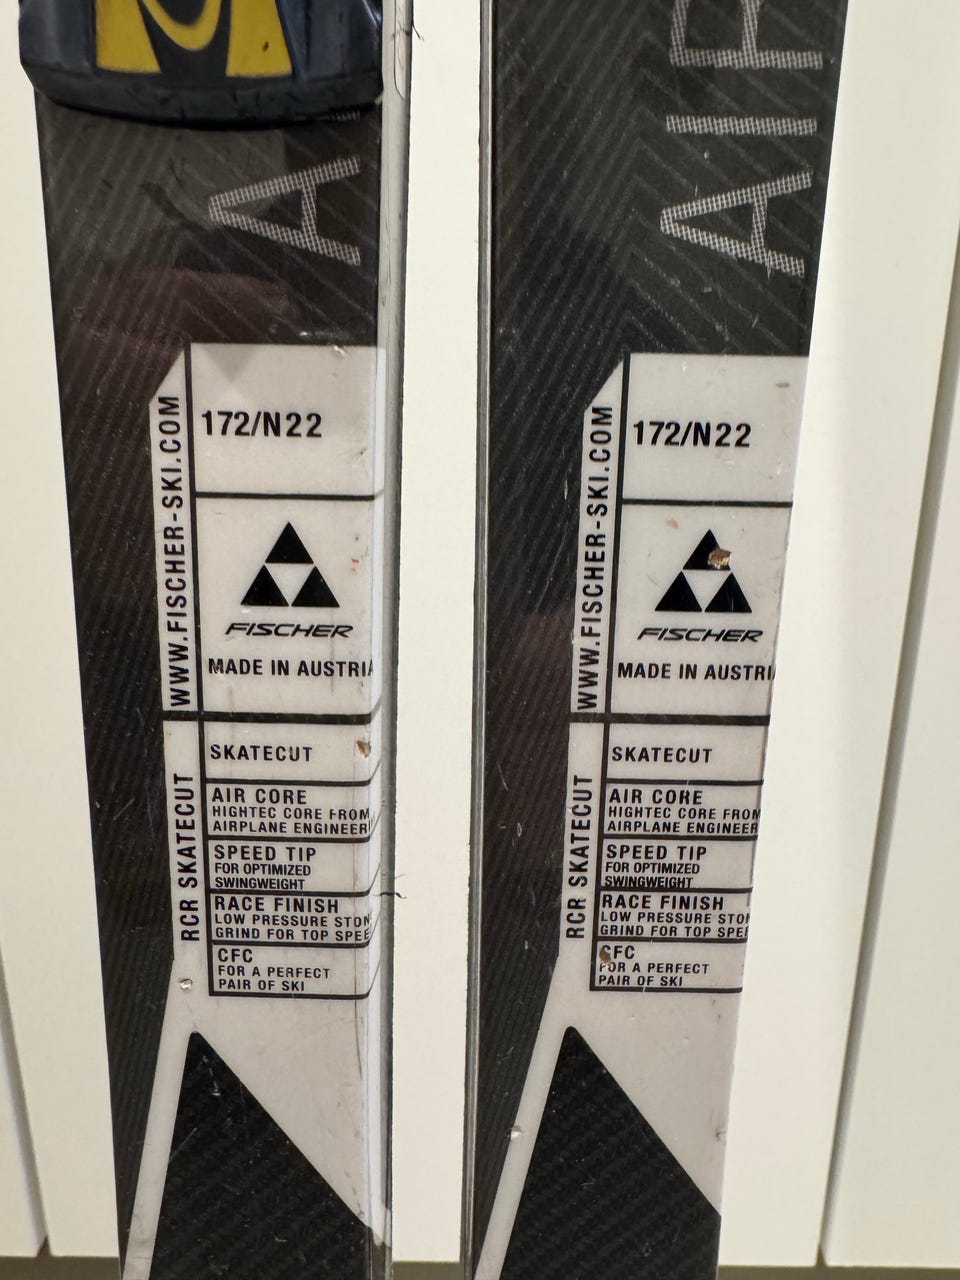 A
172/N22
WWW.FISCHER-SKI.COM
FISCHER
MADE IN AUSTRIA
RCR SKATECUT
SKATECUT
AIR CORE
HIGHTEC CORE FROM
AIRPLANE ENGINEERI
SPEED TIP
FOR OPTIMIZED
SWINGWEIGHT
RACE FINISH
LOW PRESSURE STON
GRIND FOR TOP SPEE
CFC
FOR A PERFECT
PAIR OF SKI
AIR
172/N22
WWW.FISCHER-SKI.COM
FISCHER
MADE IN AUSTRI
RCR SKATECUT
SKATECUT
AIR CORE
HIGHTEC CORE FROM
AIRPLANE ENGINEER
SPEED TIP
FOR OPTIMIZED
SWINGWEIGHT
RACE FINISH
LOW PRESSURE STON
GRIND FOR TOP SPEE
CFC
FOR A PERFECT
PAIR OF SKI